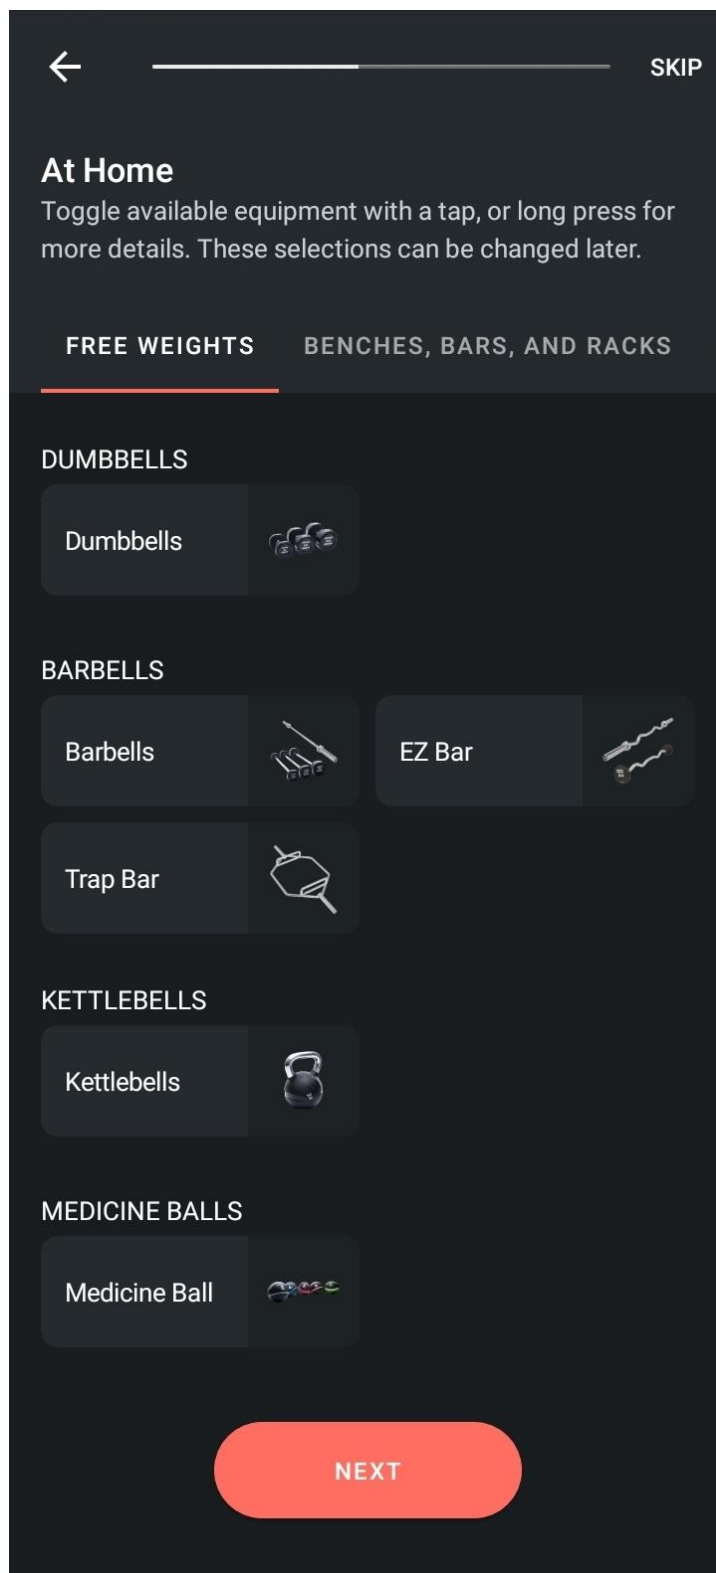 SKIP
At Home
Toggle available equipment with a tap, or long press for
more details. These selections can be changed later.
FREE WEIGHTS
BENCHES, BARS, AND RACKS
DUMBBELLS
Dumbbells
BARBELLS
Barbells
EZ Bar
Trap Bar
KETTLEBELLS
Kettlebells
MEDICINE BALLS
Medicine Ball
NEXT